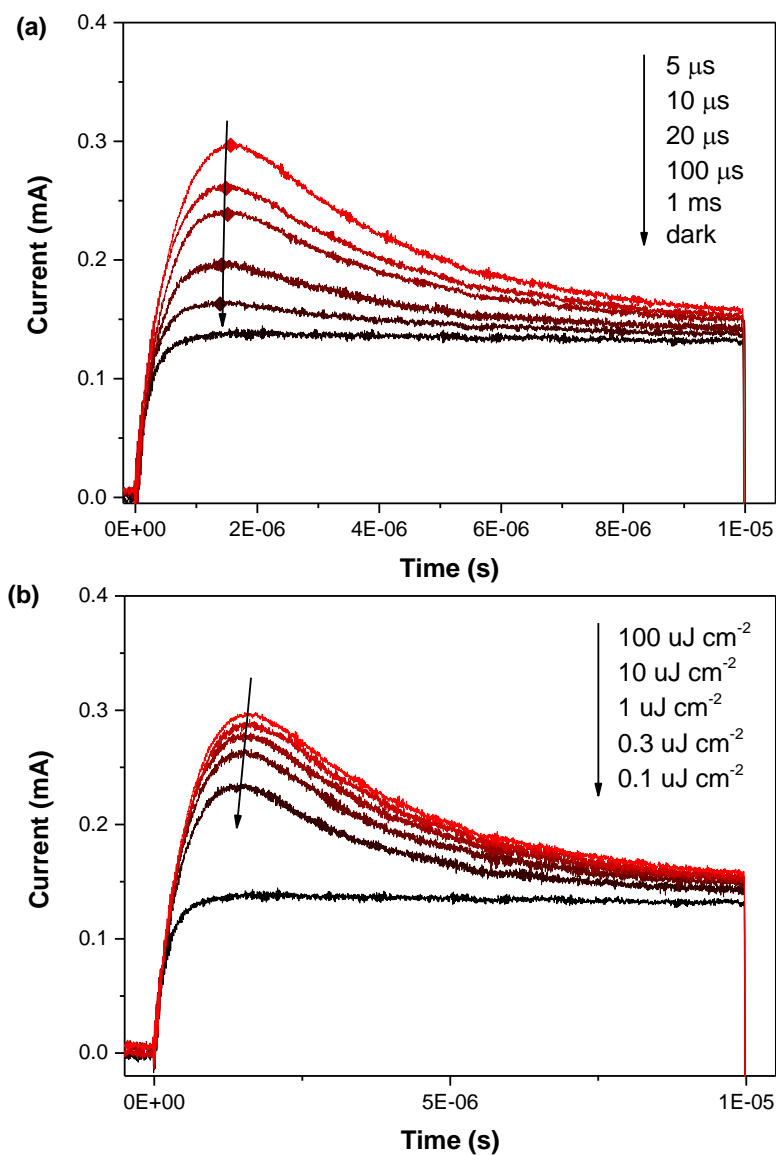 (a)
0.4
0.3
0.2
0.1
0.0
Current (mA)
5 μs
10 μs
20 μs
100 μs
1 ms
dark
0E+00 2E-06 4E-06 6E-06 8E-06 1E-05
Time (s)
(b)
0.4
0.3
0.2
0.1
0.0
Current (mA)
100 uJ cm⁻²
10 uJ cm⁻²
1 uJ cm⁻²
0.3 uJ cm⁻²
0.1 uJ cm⁻²
0E+00 5E-06 1E-05
Time (s)